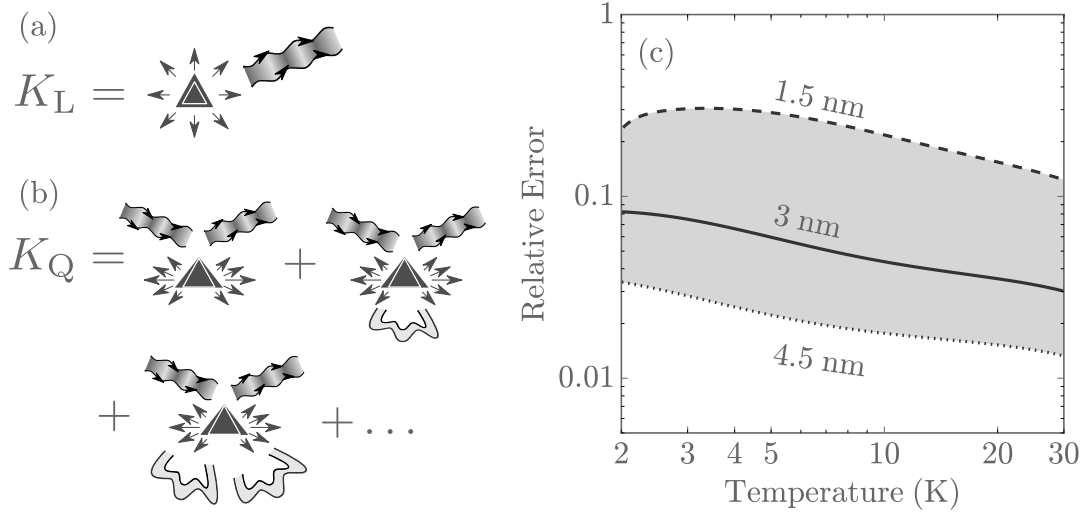 (a)
K_L =
(b)
K_Q = +
+ + ...
(c)
1
0.1
0.01
Relative Error
1.5 nm
3 nm
4.5 nm
2 3 4 5 10 20 30
Temperature (K)